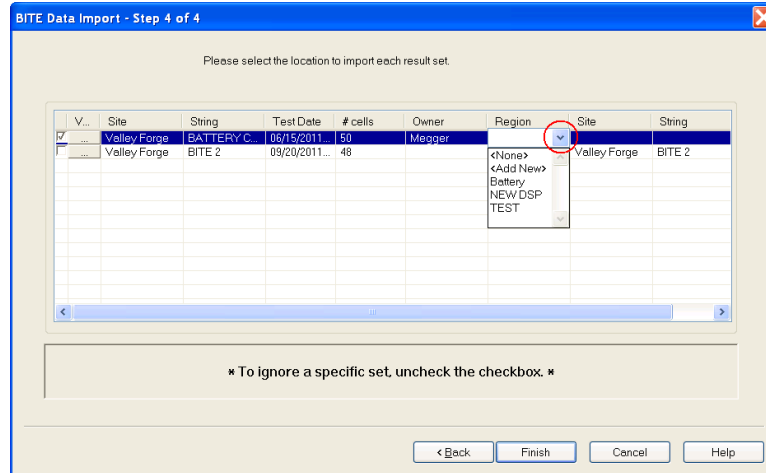 BITE Data Import - Step 4 of 4
Please select the location to import each result set.
V... Site String Test Date # cells Owner Region Site String
... Valley Forge BATTERY C... 06/15/2011... 50 Megger
... Valley Forge BITE 2 09/20/2011... 48 Valley Forge BITE 2
<None>
<Add New>
Battery
NEW DSP
TEST
* To ignore a specific set, uncheck the checkbox. *
< Back Finish Cancel Help